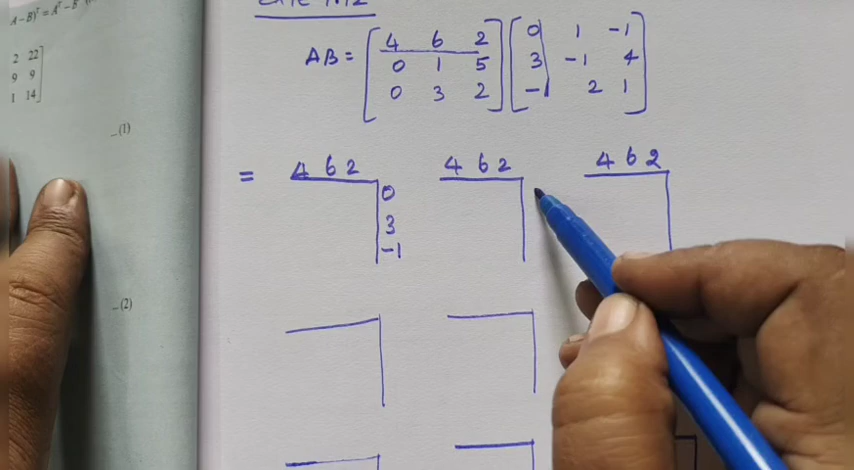 A-B)ᵀ = Aᵀ - B
2 22
9 9
1 14
_(1)
_(2)
AB = [4 6 2] [0 1 -1]
[0 1 5] [3 -1 4]
[0 3 2] [-1 2 1]
= 4 6 2 4 6 2 4 6 2
0
3
-1